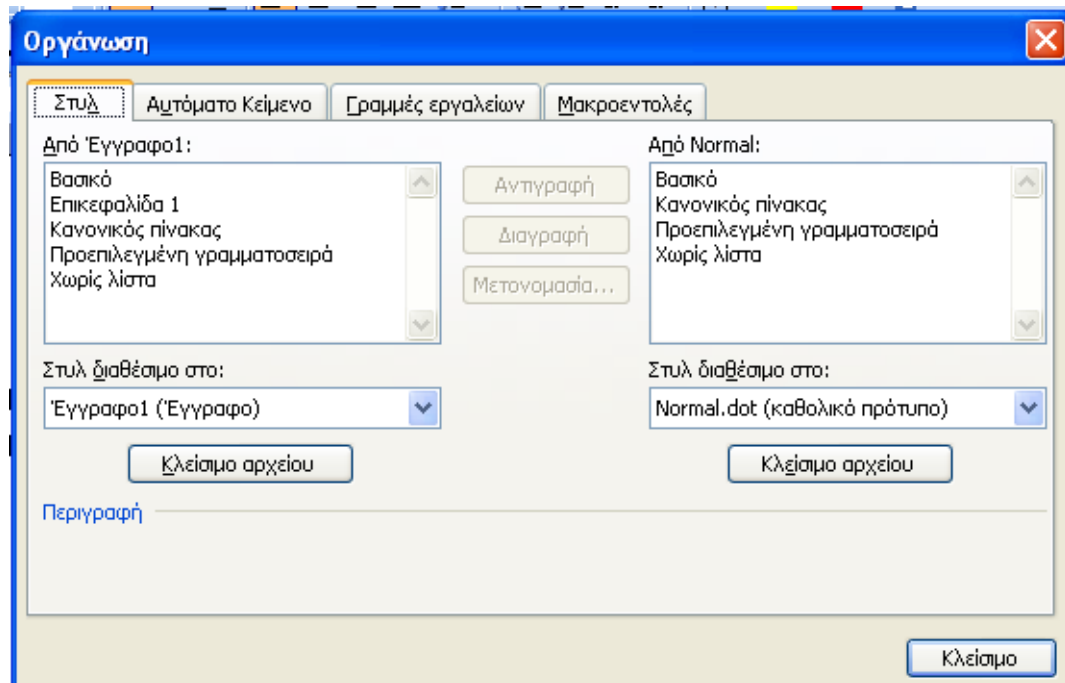 Οργάνωση
Στυλ Αυτόματο Κείμενο Γραμμές εργαλείων Μακροεντολές
Από Έγγραφο1:
Βασικό
Επικεφαλίδα 1
Κανονικός πίνακας
Προεπιλεγμένη γραμματοσειρά
Χωρίς λίστα
Αντιγραφή
Διαγραφή
Μετονομασία...
Από Normal:
Βασικό
Κανονικός πίνακας
Προεπιλεγμένη γραμματοσειρά
Χωρίς λίστα
Στυλ διαθέσιμο στο:
Έγγραφο1 (Έγγραφο)
Κλείσιμο αρχείου
Στυλ διαθέσιμο στο:
Normal.dot (καθολικό πρότυπο)
Κλείσιμο αρχείου
Περιγραφή
Κλείσιμο